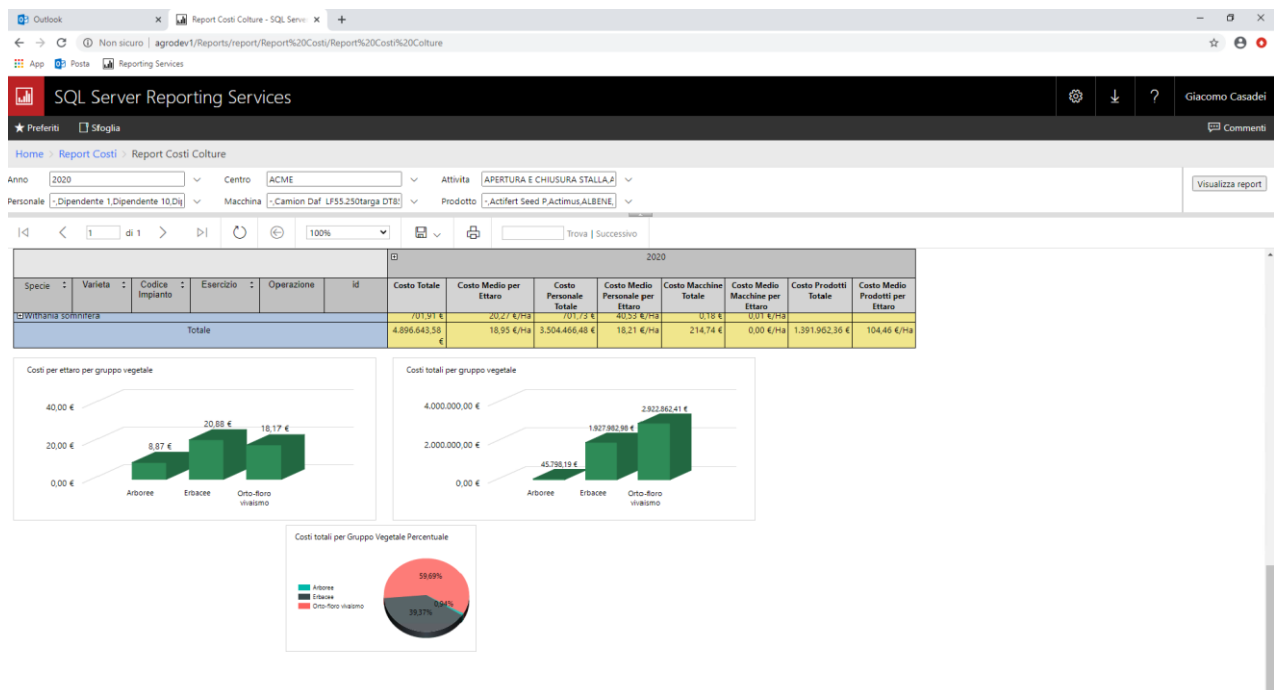 Outlook
Report Costi Colture - SQL Serve
Non sicuro | agrodev1/Reports/report/Report%20Costi/Report%20Costi%20Colture
App Posta Reporting Services
SQL Server Reporting Services
Giacomo Casadei
Preferiti Sfoglia
Commenti
Home > Report Costi > Report Costi Colture
Anno 2020 Centro ACME Attivita APERTURA E CHIUSURA STALLA,A
Visualizza report
Personale -,Dipendente 1,Dipendente 10,Dip Macchina -,Camion Daf LF55.250targa DT85 Prodotto -,Actifert Seed P,Actimus,ALBENE,
1 di 1 100% Trova | Successivo
2020
Specie Varieta Codice Impianto Esercizio Operazione id Costo Totale Costo Medio per Ettaro Costo Personale Totale Costo Medio Personale per Ettaro Costo Macchine Totale Costo Medio Macchine per Ettaro Costo Prodotti Totale Costo Medio Prodotti per Ettaro
Withania somnifera 701,91 € 20,27 €/Ha 701,73 € 40,53 €/Ha 0,18 € 0,01 €/Ha
Totale 4.896.643,58 € 18,95 €/Ha 3.504.466,48 € 18,21 €/Ha 214,74 € 0,00 €/Ha 1.391.962,36 € 104,46 €/Ha
Costi per ettaro per gruppo vegetale
40,00 €
20,00 €
0,00 €
8,87 €
20,88 €
18,17 €
Arboree
Erbacee
Orto-floro
vivaismo
Costi totali per gruppo vegetale
4.000.000,00 €
2.000.000,00 €
0,00 €
45.798,19 €
1.927.982,98 €
2.922.862,41 €
Arboree
Erbacee
Orto-floro
vivaismo
Costi totali per Gruppo Vegetale Percentuale
Arboree
Erbacee
Orto-floro vivaismo
59,69%
0,94%
39,37%